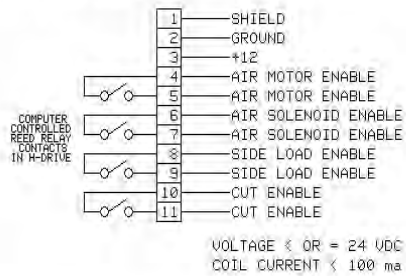 1 SHIELD
2 GROUND
3 +12
4 AIR MOTOR ENABLE
5 AIR MOTOR ENABLE
6 AIR SOLENOID ENABLE
7 AIR SOLENOID ENABLE
8 SIDE LOAD ENABLE
9 SIDE LOAD ENABLE
10 CUT ENABLE
11 CUT ENABLE
COMPUTER
CONTROLLED
REED RELAY
CONTACTS
IN H-DRIVE
VOLTAGE < OR = 24 VDC
COIL CURRENT < 100 ma